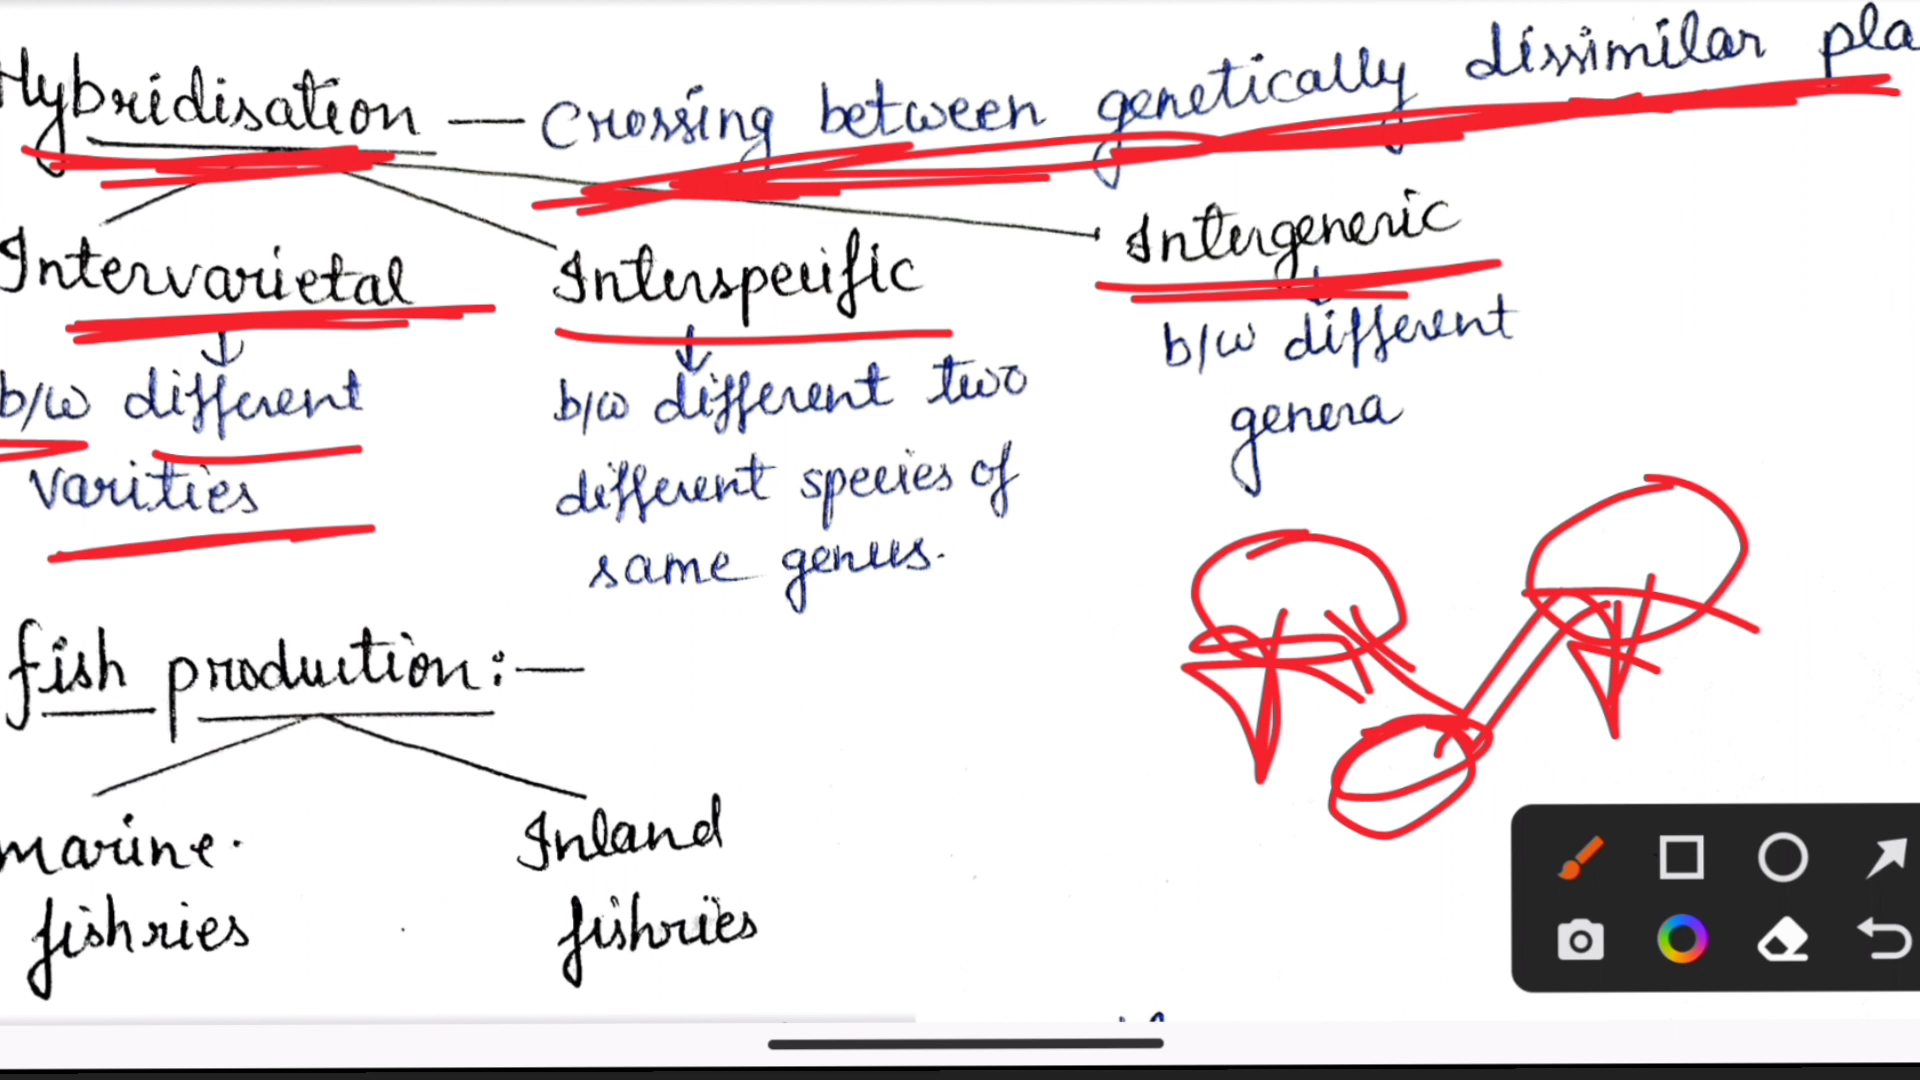 Hybridisation — Crossing between genetically dissimilar pla
Intervarietal
Interspecific
Intergeneric
b/w different
varities
b/w different two
different species of
same genus.
b/w different
genera
fish production:—
marine
fishries
Inland
fishries